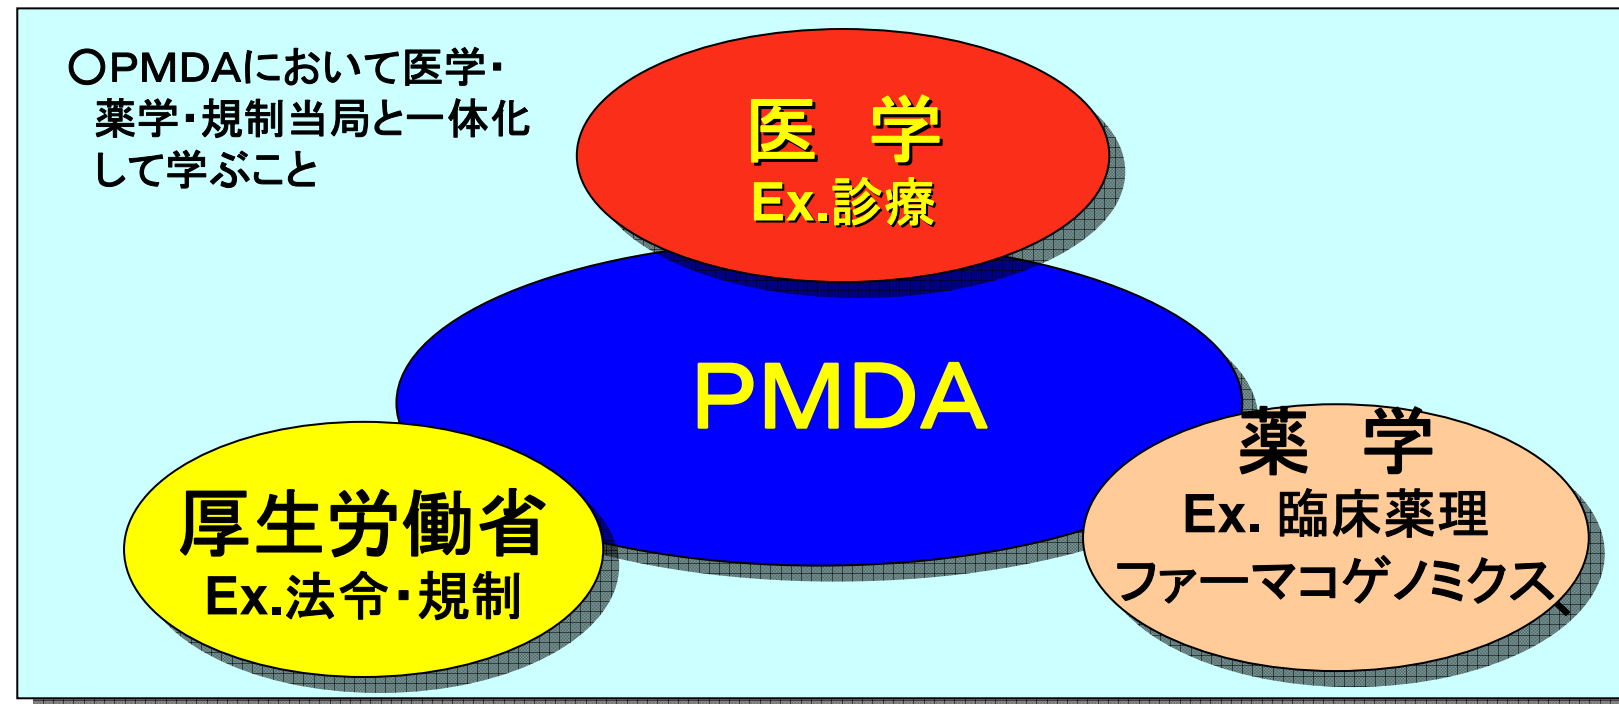 ○PMDAにおいて医学・
薬学・規制当局と一体化
して学ぶこと
医 学
Ex.診療
PMDA
厚生労働省
Ex.法令・規制
薬 学
Ex. 臨床薬理
ファーマコゲノミクス、